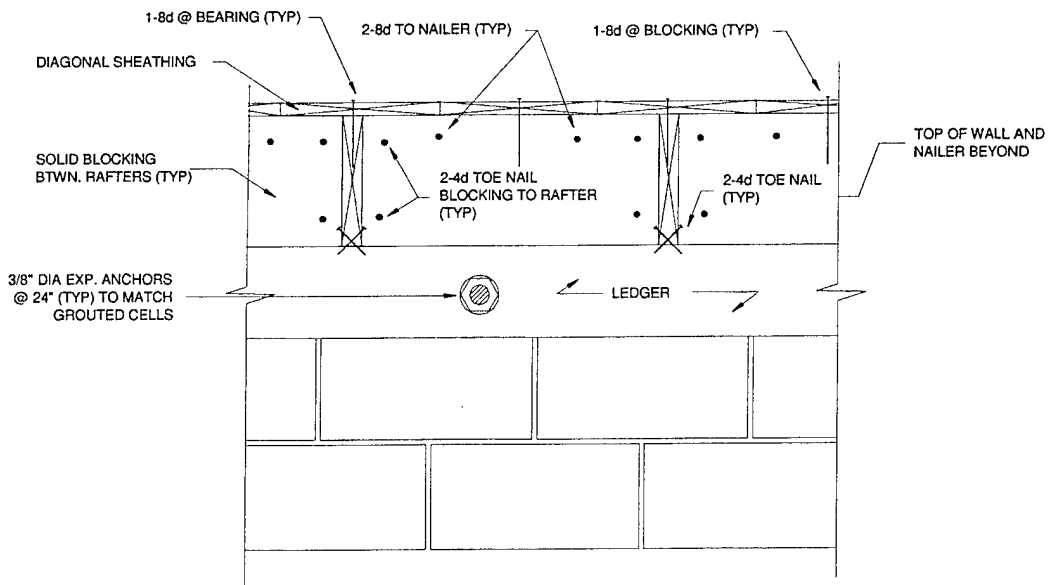 1-8d @ BEARING (TYP)
2-8d TO NAILER (TYP)
1-8d @ BLOCKING (TYP)
DIAGONAL SHEATHING
SOLID BLOCKING
BTWN. RAFTERS (TYP)
2-4d TOE NAIL
BLOCKING TO RAFTER
(TYP)
2-4d TOE NAIL
(TYP)
TOP OF WALL AND
NAILER BEYOND
3/8" DIA EXP. ANCHORS
@ 24" (TYP) TO MATCH
GROUTED CELLS
LEDGER